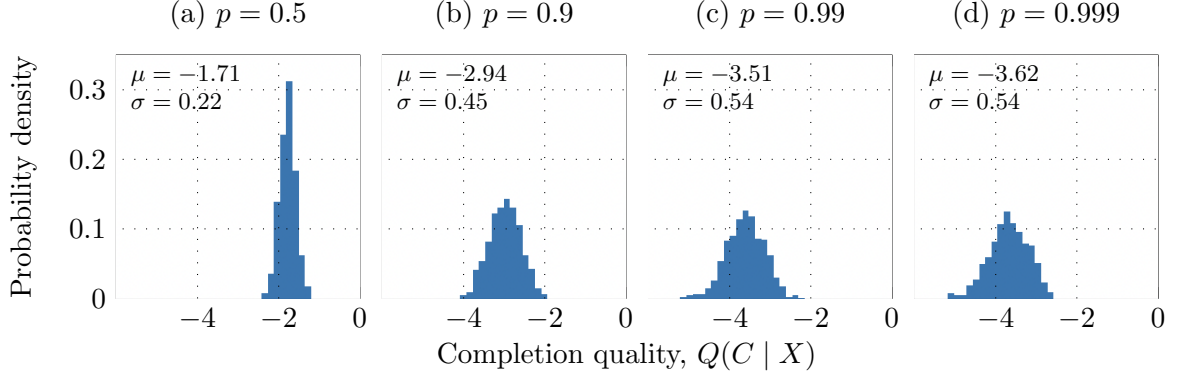 (a) p = 0.5 (b) p = 0.9 (c) p = 0.99 (d) p = 0.999
Probability density
0.3
0.2
0.1
0
μ = −1.71
σ = 0.22
μ = −2.94
σ = 0.45
μ = −3.51
σ = 0.54
μ = −3.62
σ = 0.54
−4 −2 0 −4 −2 0 −4 −2 0 −4 −2 0
Completion quality, Q(C | X)